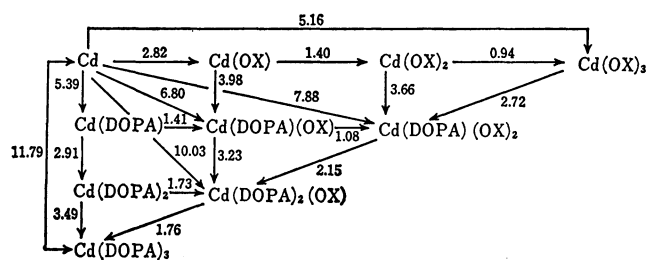 5.16
Cd 2.82 Cd(OX) 1.40 Cd(OX)₂ 0.94 Cd(OX)₃
5.39 6.80 3.98 7.88 3.66 2.72
Cd(DOPA) 1.41 Cd(DOPA)(OX) 1.08 Cd(DOPA)(OX)₂
11.79 2.91 10.03 3.23 2.15
Cd(DOPA)₂ 1.73 Cd(DOPA)₂(OX)
3.49 1.76
Cd(DOPA)₃